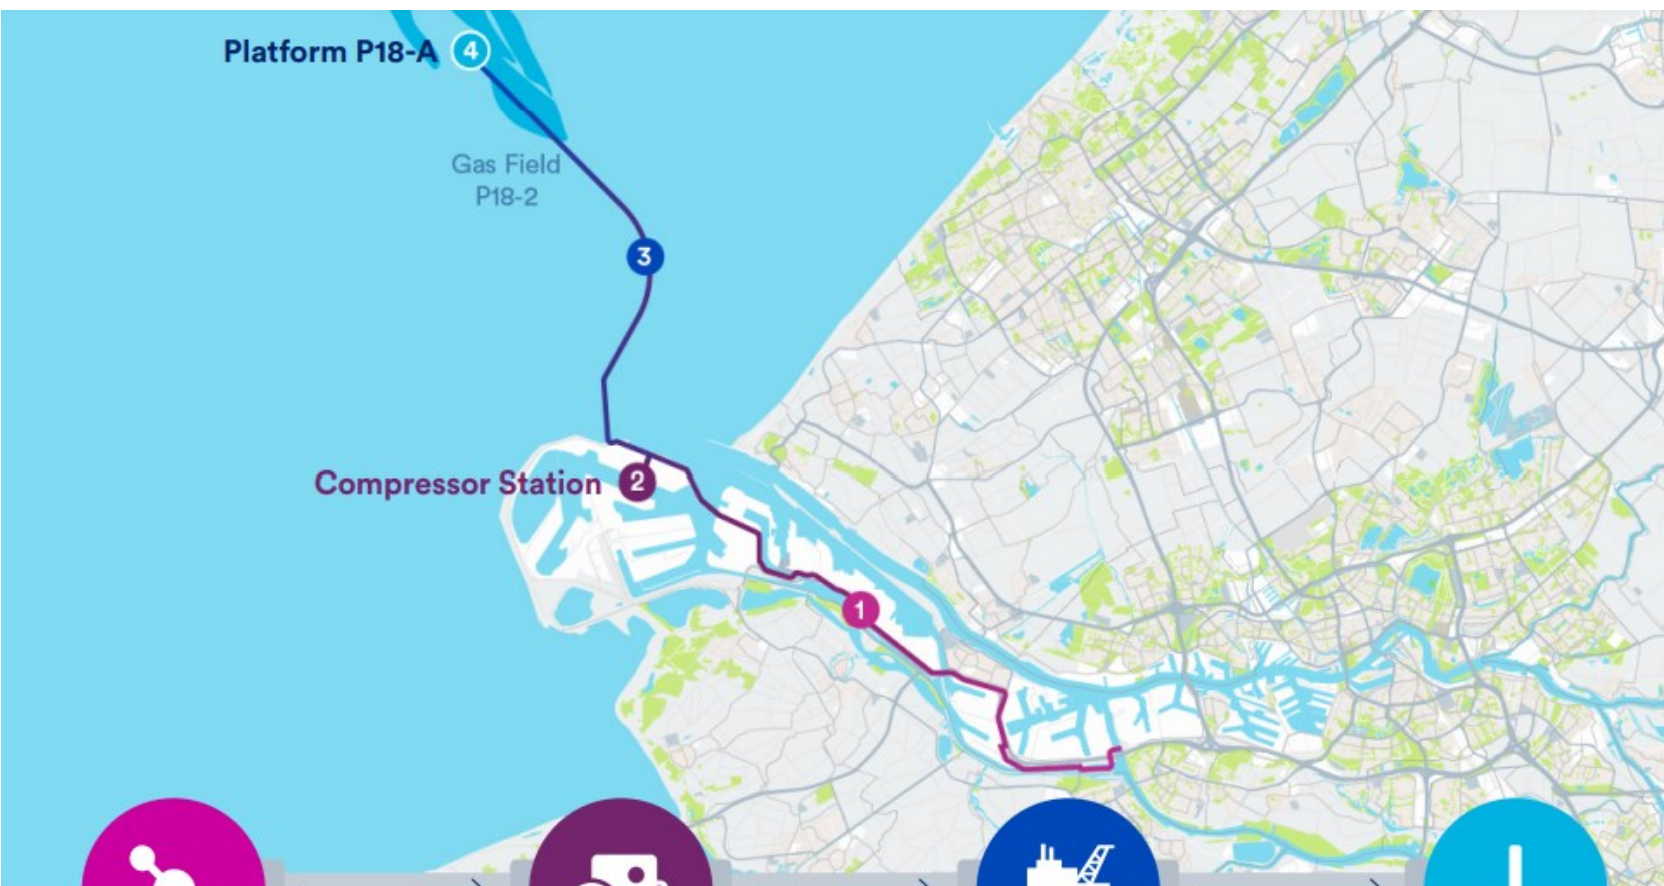 Platform P18-A 4
Gas Field
P18-2
3
Compressor Station 2
1